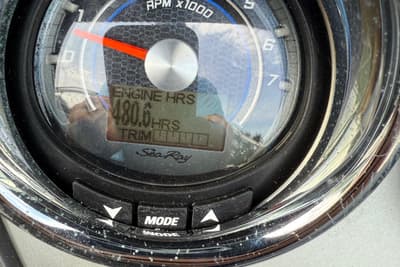 RPM x1000
1
0
5
6
7
ENGINE HRS
480.6 HRS
TRIM
Sea Ray
MODE